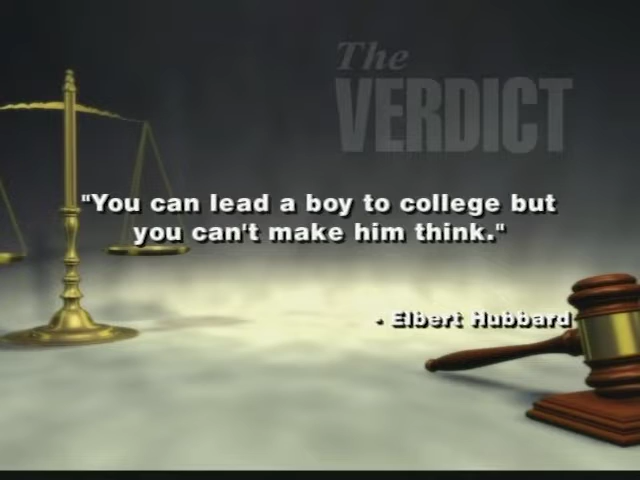 The
VERDICT
"You can lead a boy to college but
you can't make him think."
- Elbert Hubbard